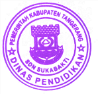 PEMERINTAH KABUPATEN TANGERANG
SDN SUKABAKTI
DINAS PENDIDIKAN